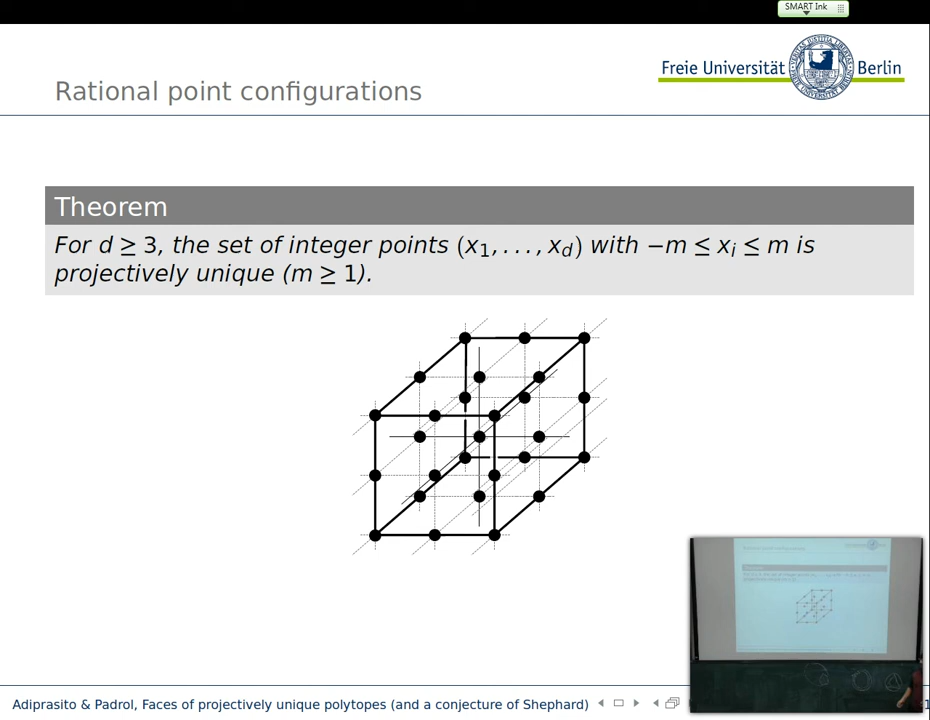 SMART Ink
Freie Universität Berlin
Rational point configurations
Theorem
For d ≥ 3, the set of integer points (x₁, . . . , x_d) with −m ≤ xᵢ ≤ m is
projectively unique (m ≥ 1).
Adiprasito & Padrol, Faces of projectively unique polytopes (and a conjecture of Shephard)